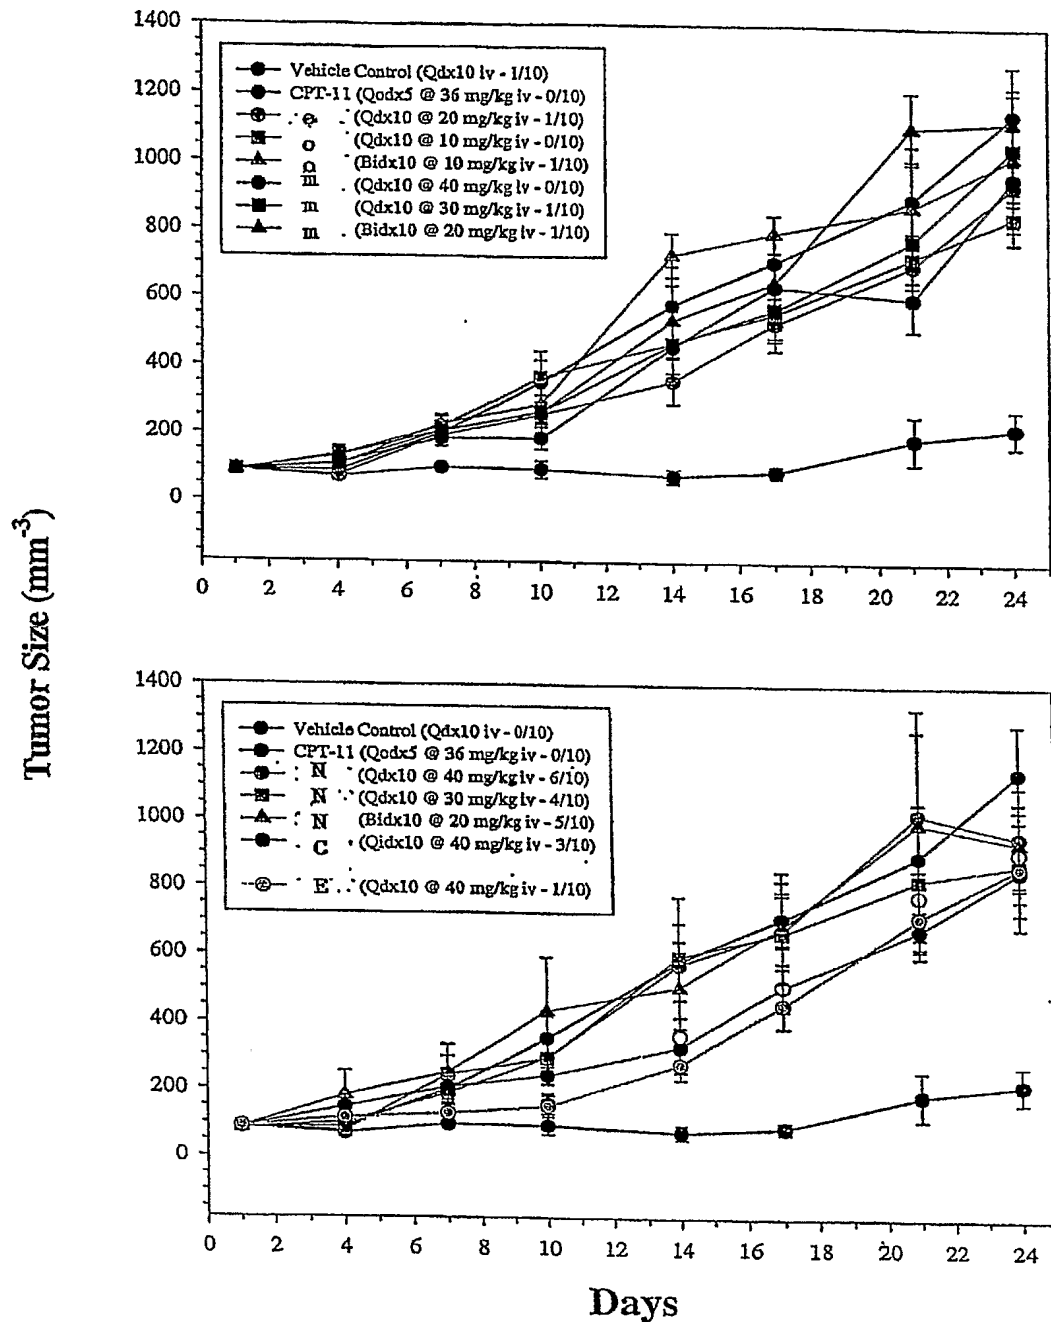 1400
1200
1000
800
600
400
200
0
Vehicle Control (Qdx10 iv - 1/10)
CPT-11 (Qodx5 @ 36 mg/kg iv - 0/10)
e (Qdx10 @ 20 mg/kg iv - 1/10)
o (Qdx10 @ 10 mg/kg iv - 0/10)
o (Bidx10 @ 10 mg/kg iv - 1/10)
m (Qdx10 @ 40 mg/kg iv - 0/10)
m (Qdx10 @ 30 mg/kg iv - 1/10)
m (Bidx10 @ 20 mg/kg iv - 1/10)
0 2 4 6 8 10 12 14 16 18 20 22 24
Tumor Size (mm-3)
1400
1200
1000
800
600
400
200
0
Vehicle Control (Qdx10 iv - 0/10)
CPT-11 (Qodx5 @ 36 mg/kg iv - 0/10)
N (Qdx10 @ 40 mg/kg iv - 6/10)
N (Qdx10 @ 30 mg/kg iv - 4/10)
N (Bidx10 @ 20 mg/kg iv - 5/10)
C (Qidx10 @ 40 mg/kg iv - 3/10)
E (Qdx10 @ 40 mg/kg iv - 1/10)
0 2 4 6 8 10 12 14 16 18 20 22 24
Days